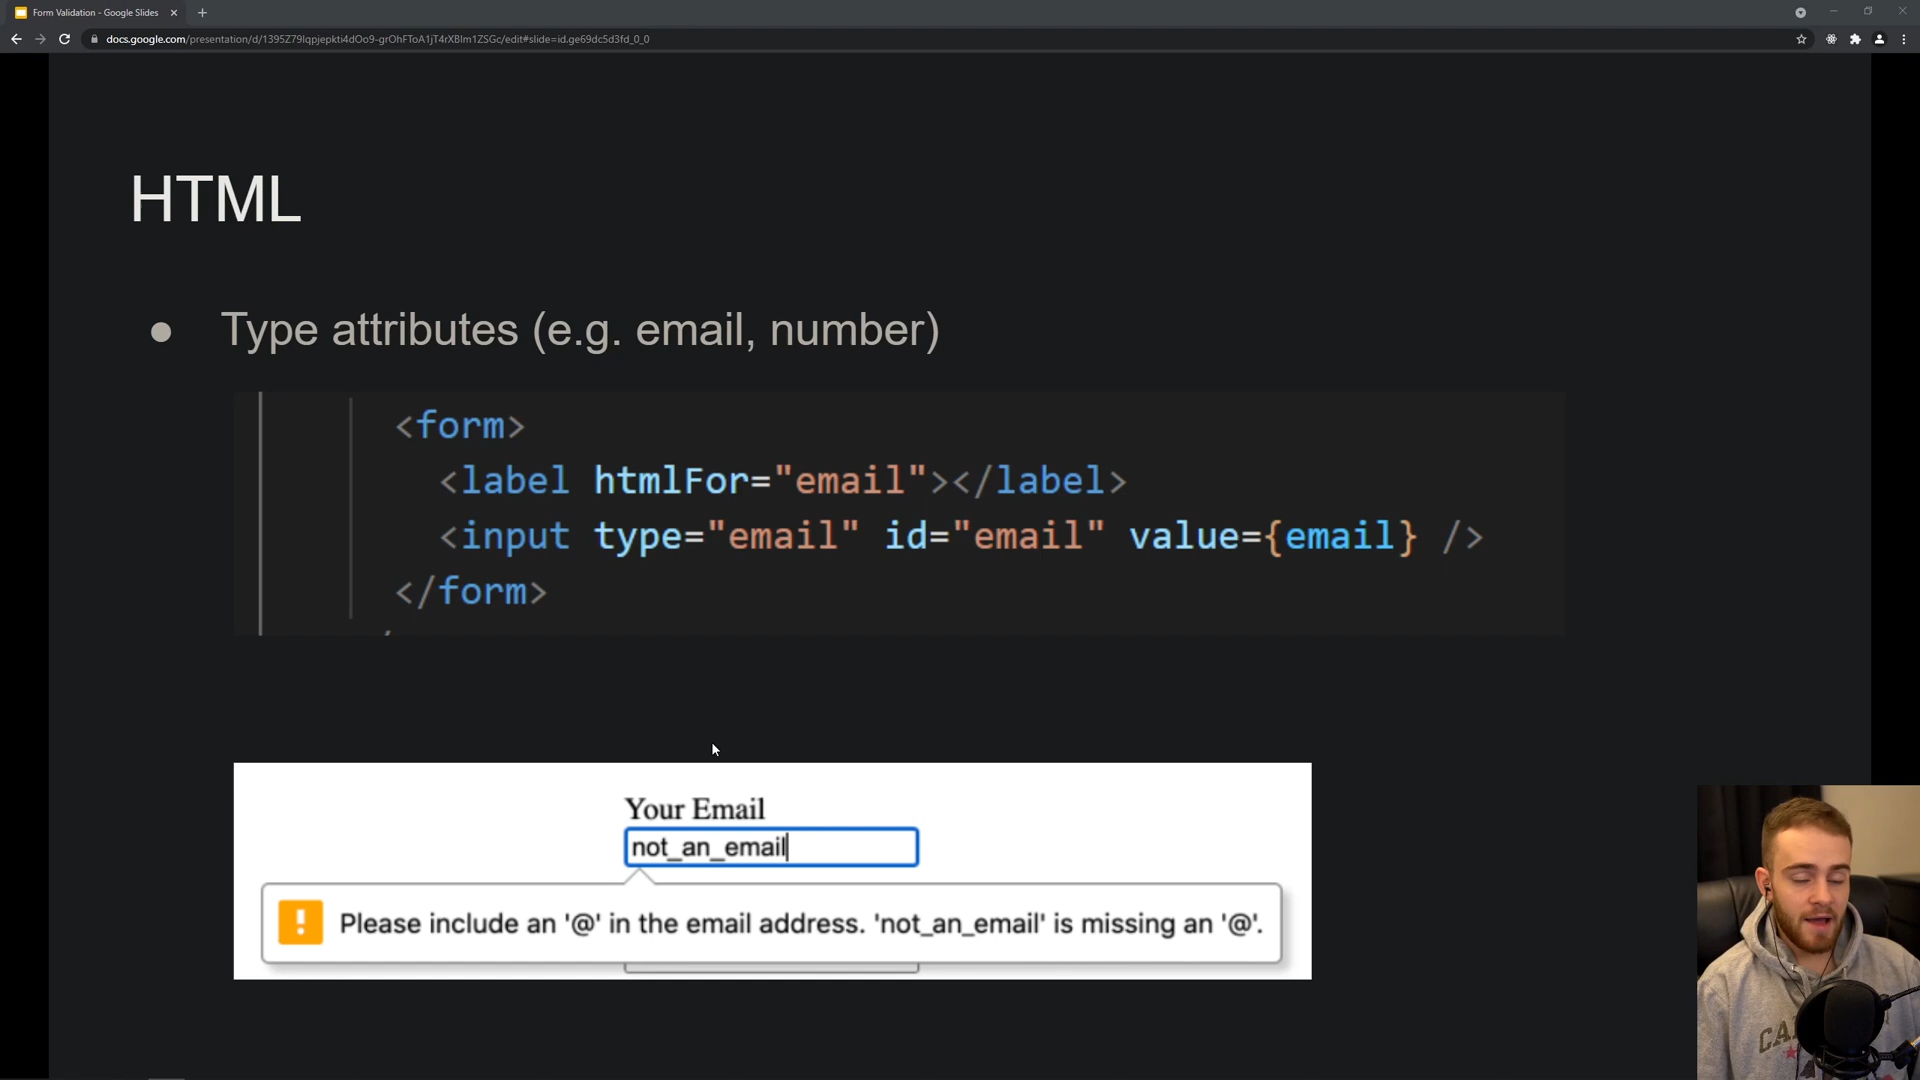 Form Validation - Google Slides
docs.google.com/presentation/d/1395Z79lqpjepkti4dOo9-grOhFToA1jT4rXBlm1ZSGc/edit#slide=id.ge69dc5d3fd_0_0
HTML
● Type attributes (e.g. email, number)
<form>
<label htmlFor="email"></label>
<input type="email" id="email" value={email} />
</form>
Your Email
not_an_email
! Please include an '@' in the email address. 'not_an_email' is missing an '@'.